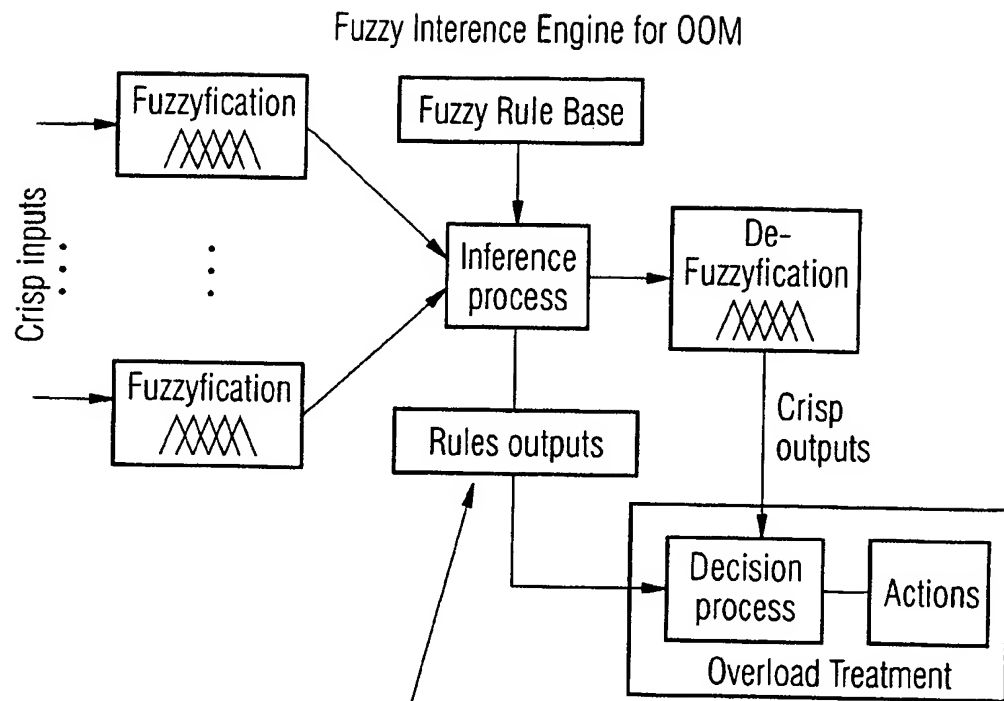 Fuzzy Interence Engine for OOM
Fuzzyfication
Fuzzy Rule Base
Crisp inputs
Inference
process
De-
Fuzzyfication
Fuzzyfication
Rules outputs
Crisp
outputs
Decision
process
Actions
Overload Treatment